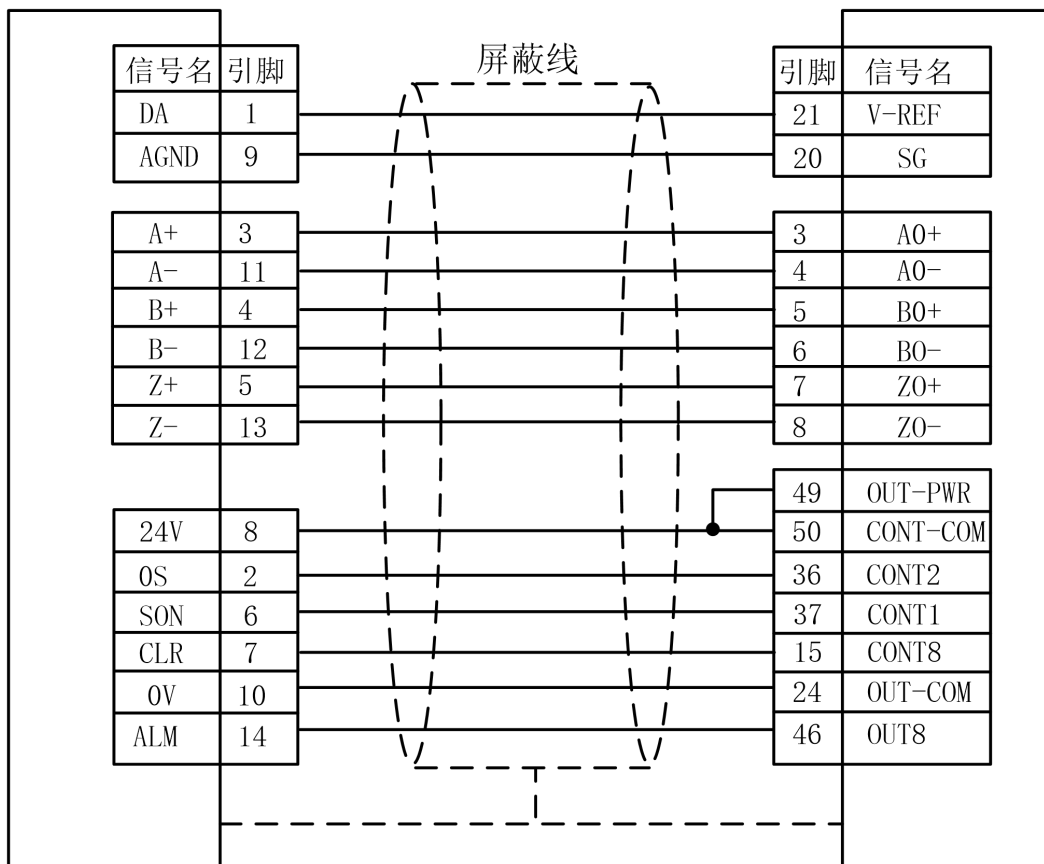 屏蔽线
信号名 引脚
DA 1
AGND 9
A+ 3
A- 11
B+ 4
B- 12
Z+ 5
Z- 13
24V 8
OS 2
SON 6
CLR 7
0V 10
ALM 14
引脚 信号名
21 V-REF
20 SG
3 AO+
4 AO-
5 BO+
6 BO-
7 ZO+
8 ZO-
49 OUT-PWR
50 CONT-COM
36 CONT2
37 CONT1
15 CONT8
24 OUT-COM
46 OUT8